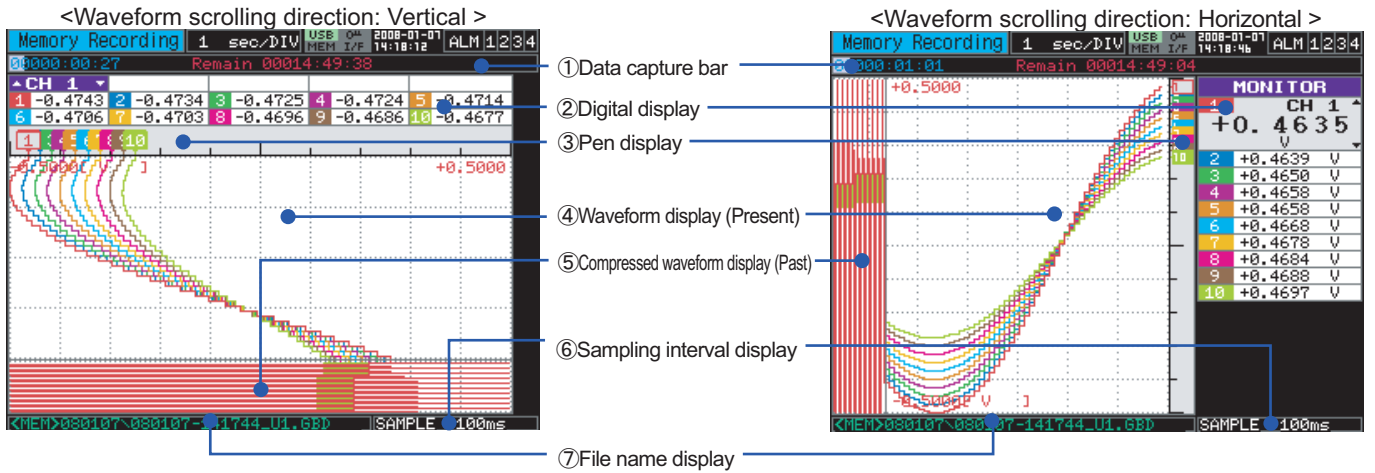 <Waveform scrolling direction: Vertical >
Memory Recording 1 sec/DIV USB MEM I/F 2008-01-07 14:18:12 ALM 1 2 3 4
00000:00:27 Remain 00014:49:38
CH 1
1 -0.4743 2 -0.4734 3 -0.4725 4 -0.4724 5 -0.4714
6 -0.4706 7 -0.4703 8 -0.4696 9 -0.4686 10 -0.4677
1 10
-0.5000 V ] +0.5000
<MEM>080107\080107-141744_U1.GBD SAMPLE 100ms
①Data capture bar
②Digital display
③Pen display
④Waveform display (Present)
⑤Compressed waveform display (Past)
⑥Sampling interval display
⑦File name display
<Waveform scrolling direction: Horizontal >
Memory Recording 1 sec/DIV USB MEM I/F 2008-01-07 14:18:46 ALM 1 2 3 4
00000:01:01 Remain 00014:49:04
+0.5000
10
-0.5000[ V ]
MONITOR
1 CH 1
+0.4635
V
2 +0.4639 V
3 +0.4650 V
4 +0.4658 V
5 +0.4658 V
6 +0.4668 V
7 +0.4678 V
8 +0.4684 V
9 +0.4688 V
10 +0.4697 V
<MEM>080107\080107-141744_U1.GBD SAMPLE 100ms